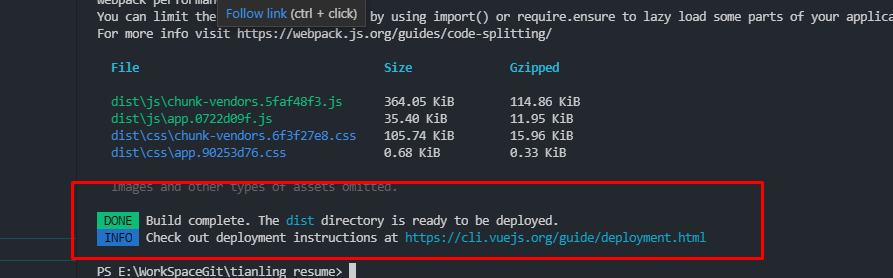 webpack performa
You can limit the
Follow link (ctrl + click)
by using import() or require.ensure to lazy load some parts of your applica
For more info visit https://webpack.js.org/guides/code-splitting/
File Size Gzipped
dist\js\chunk-vendors.5faf48f3.js 364.05 KiB 114.86 KiB
dist\js\app.0722d09f.js 35.40 KiB 11.95 KiB
dist\css\chunk-vendors.6f3f27e8.css 105.74 KiB 15.96 KiB
dist\css\app.90253d76.css 0.68 KiB 0.33 KiB
Images and other types of assets omitted.
DONE Build complete. The dist directory is ready to be deployed.
INFO Check out deployment instructions at https://cli.vuejs.org/guide/deployment.html
PS E:\WorkSpaceGit\tianling_resume>